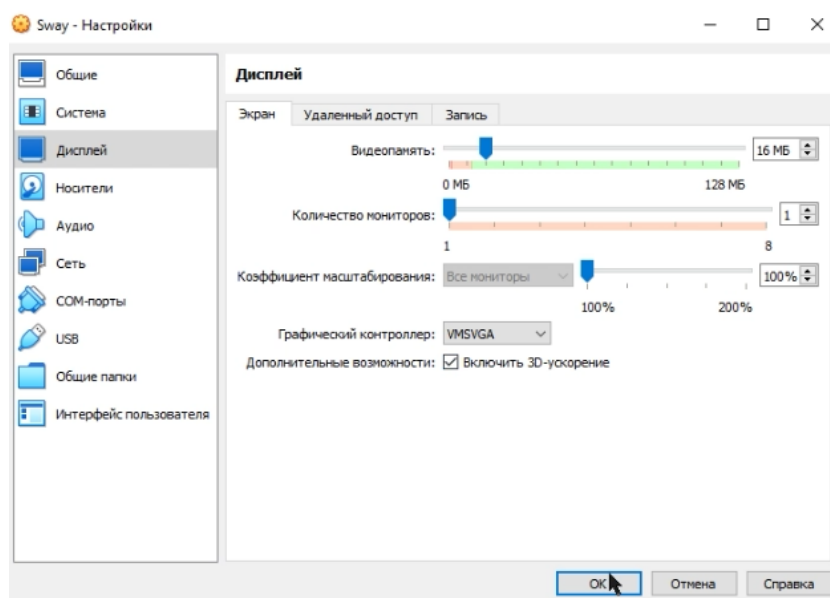 Sway - Настройки
Общие
Система
Дисплей
Носители
Аудио
Сеть
COM-порты
USB
Общие папки
Интерфейс пользователя
Дисплей
Экран Удаленный доступ Запись
Видеопамять: 16 МБ
0 МБ 128 МБ
Количество мониторов: 1
1 8
Коэффициент масштабирования: Все мониторы 100%
100% 200%
Графический контроллер: VMSVGA
Дополнительные возможности: Включить 3D-ускорение
OK Отмена Справка